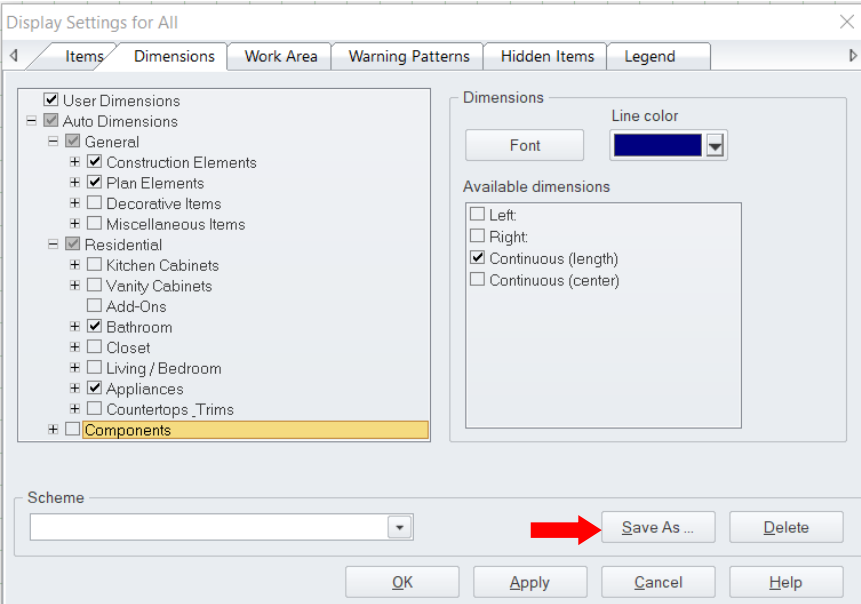 Display Settings for All
Items Dimensions Work Area Warning Patterns Hidden Items Legend
User Dimensions
Auto Dimensions
General
Construction Elements
Plan Elements
Decorative Items
Miscellaneous Items
Residential
Kitchen Cabinets
Vanity Cabinets
Add-Ons
Bathroom
Closet
Living / Bedroom
Appliances
Countertops_Trims
Components
Dimensions
Line color
Font
Available dimensions
Left:
Right:
Continuous (length)
Continuous (center)
Scheme
Save As ... Delete
OK Apply Cancel Help